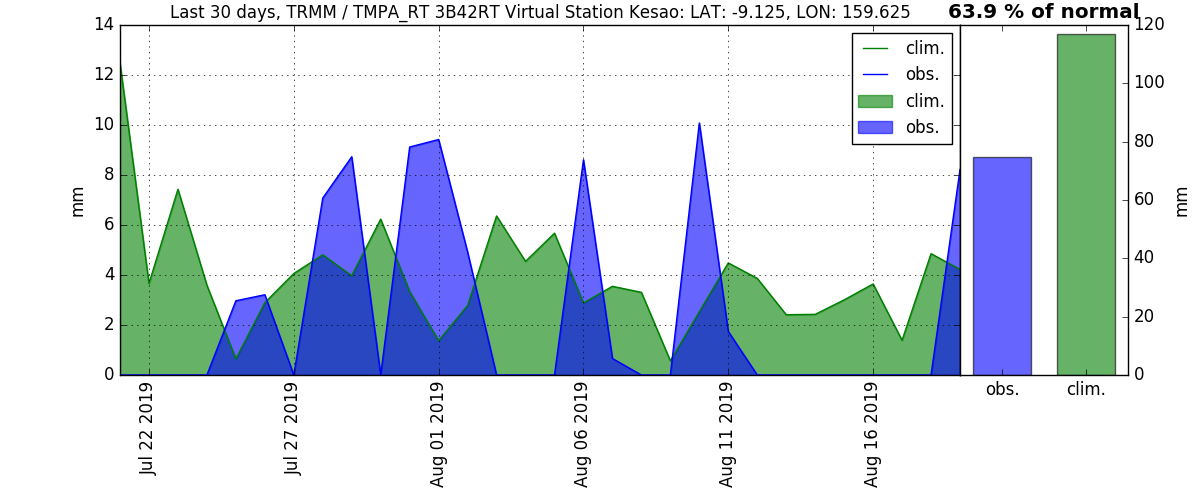 Last 30 days, TRMM / TMPA_RT 3B42RT Virtual Station Kesao: LAT: -9.125, LON: 159.625
63.9 % of normal
14
12
10
8
6
4
2
0
mm
clim.
obs.
clim.
obs.
120
100
80
60
40
20
0
mm
obs.
clim.
Jul 22 2019
Jul 27 2019
Aug 01 2019
Aug 06 2019
Aug 11 2019
Aug 16 2019